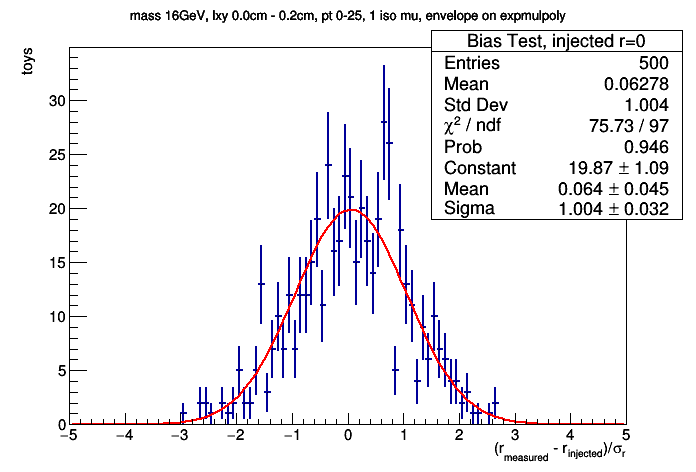 mass 16GeV, lxy 0.0cm - 0.2cm, pt 0-25, 1 iso mu, envelope on expmulpoly
toys
Bias Test, injected r=0
Entries 500
Mean 0.06278
Std Dev 1.004
χ² / ndf 75.73 / 97
Prob 0.946
Constant 19.87 ± 1.09
Mean 0.064 ± 0.045
Sigma 1.004 ± 0.032
30
25
20
15
10
5
0
−5 −4 −3 −2 −1 0 1 2 3 4 5
(r_measured - r_injected)/σ_r